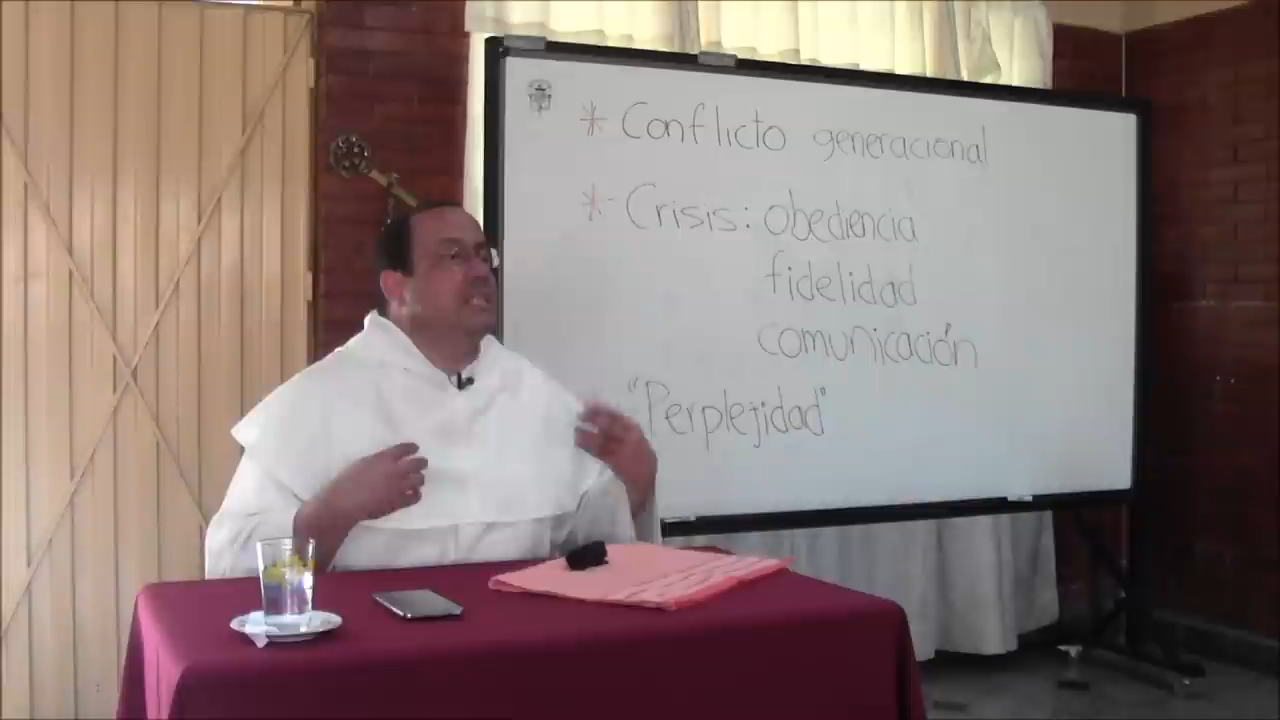 * Conflicto generacional
* Crisis: obediencia
fidelidad
comunicación
"Perplejidad"